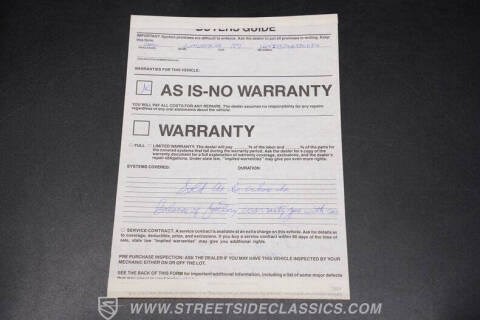 BUYERS GUIDE
IMPORTANT: Spoken promises are difficult to enforce. Ask the dealer to put all promises in writing. Keep
this form.
WARRANTIES FOR THIS VEHICLE:
X AS IS-NO WARRANTY
YOU WILL PAY ALL COSTS FOR ANY REPAIRS. The dealer assumes no responsibility for any repairs
regardless of any oral statements about the vehicle.
WARRANTY
FULL LIMITED WARRANTY. The dealer will pay ___% of the labor and ___% of the parts for
the covered systems that fail during the warranty period. Ask the dealer for a copy of the
warranty document for a full explanation of warranty coverage, exclusions, and the dealer's
repair obligations. Under state law, "implied warranties" may give you even more rights.
SYSTEMS COVERED: DURATION:
Sold As
Balance of factory warranty
SERVICE CONTRACT. A service contract is available at an extra charge on this vehicle. Ask for details as
to coverage, deductible, price, and exclusions. If you buy a service contract within 90 days of the time of
sale, state law "implied warranties" may give you additional rights.
PRE PURCHASE INSPECTION: ASK THE DEALER IF YOU MAY HAVE THIS VEHICLE INSPECTED BY YOUR
MECHANIC EITHER ON OR OFF THE LOT.
SEE THE BACK OF THIS FORM for important additional information, including a list of some major defects
WWW.STREETSIDECLASSICS.COM